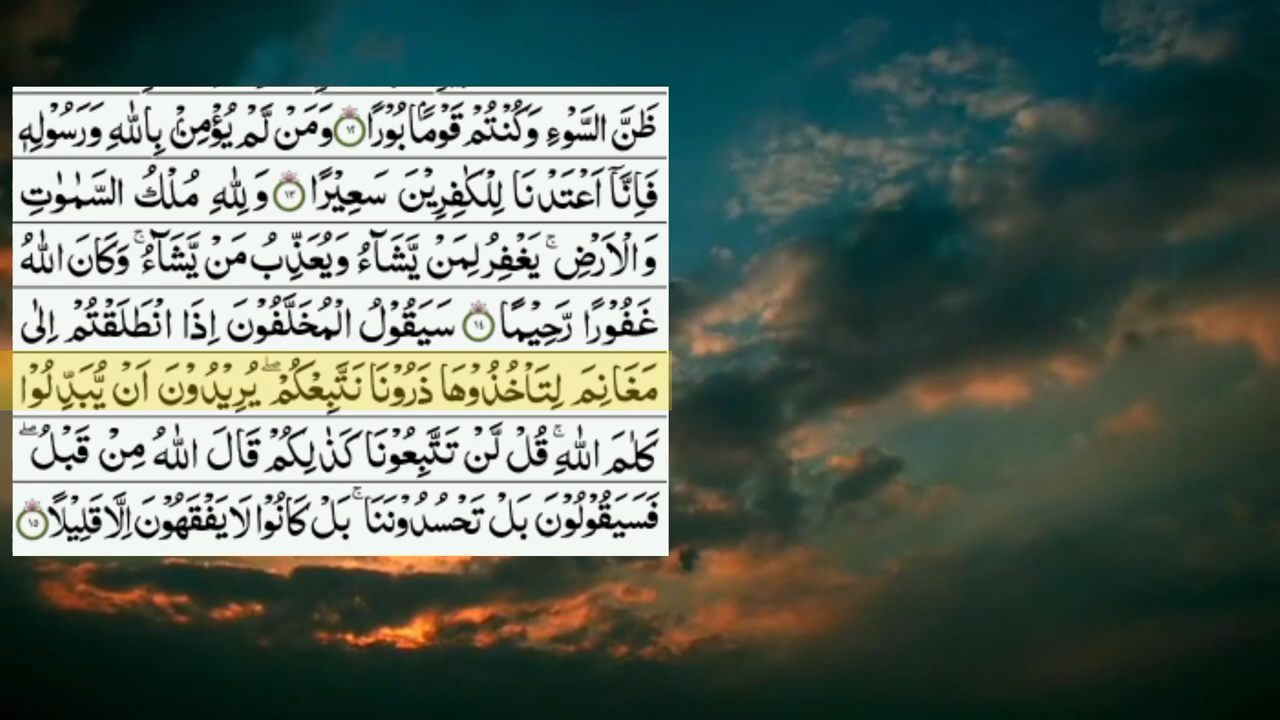 ظَنَّ السَّوْءِ وَكُنْتُمْ قَوْمًۢا بُوْرًا ۝١٢ وَمَنْ لَّمْ يُؤْمِنْۢ بِاللّٰهِ وَرَسُوْلِهٖ
فَاِنَّاۤ اَعْتَدْنَا لِلْكٰفِرِيْنَ سَعِيْرًا ۝١٣ وَلِلّٰهِ مُلْكُ السَّمٰوٰتِ
وَالْاَرْضِ ۚ يَغْفِرُ لِمَنْ يَّشَآءُ وَيُعَذِّبُ مَنْ يَّشَآءُ ۚ وَكَانَ اللّٰهُ
غَفُوْرًا رَّحِيْمًا ۝١٤ سَيَقُوْلُ الْمُخَلَّفُوْنَ اِذَا انْطَلَقْتُمْ اِلٰى
مَغَانِمَ لِتَاْخُذُوْهَا ذَرُوْنَا نَتَّبِعْكُمْ ۖ يُرِيْدُوْنَ اَنْ يُّبَدِّلُوْا
كَلٰمَ اللّٰهِ ۚ قُلْ لَّنْ تَتَّبِعُوْنَا كَذٰلِكُمْ قَالَ اللّٰهُ مِنْ قَبْلُ ۖ
فَسَيَقُوْلُوْنَ بَلْ تَحْسُدُوْنَنَا ۚ بَلْ كَانُوْا لَا يَفْقَهُوْنَ اِلَّا قَلِيْلًا ۝١٥